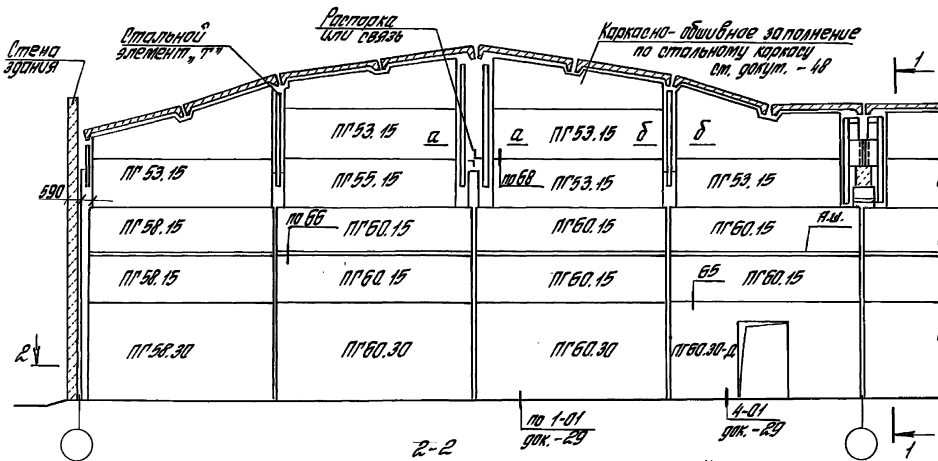 Стена
здания
Стальной
элемент „Т"
Распорка
или связь
Каркасно-обшивное заполнение
по стальному каркасу
см. докум. - 48
1
ПГ53.15
а
а
ПГ53.15
б
б
ПГ53.15
ПГ55.15
по 68
ПГ53.15
ПГ53.15
590
ПГ58.15
по 66
ПГ60.15
ПГ60.15
ПГ60.15
А.Ш.
ПГ58.15
ПГ60.15
ПГ60.15
65
ПГ60.15
2
ПГ58.30
ПГ60.30
ПГ60.30
ПГ60.30-Д
по 1-01
док. - 29
4-01
док. - 29
1
2-2